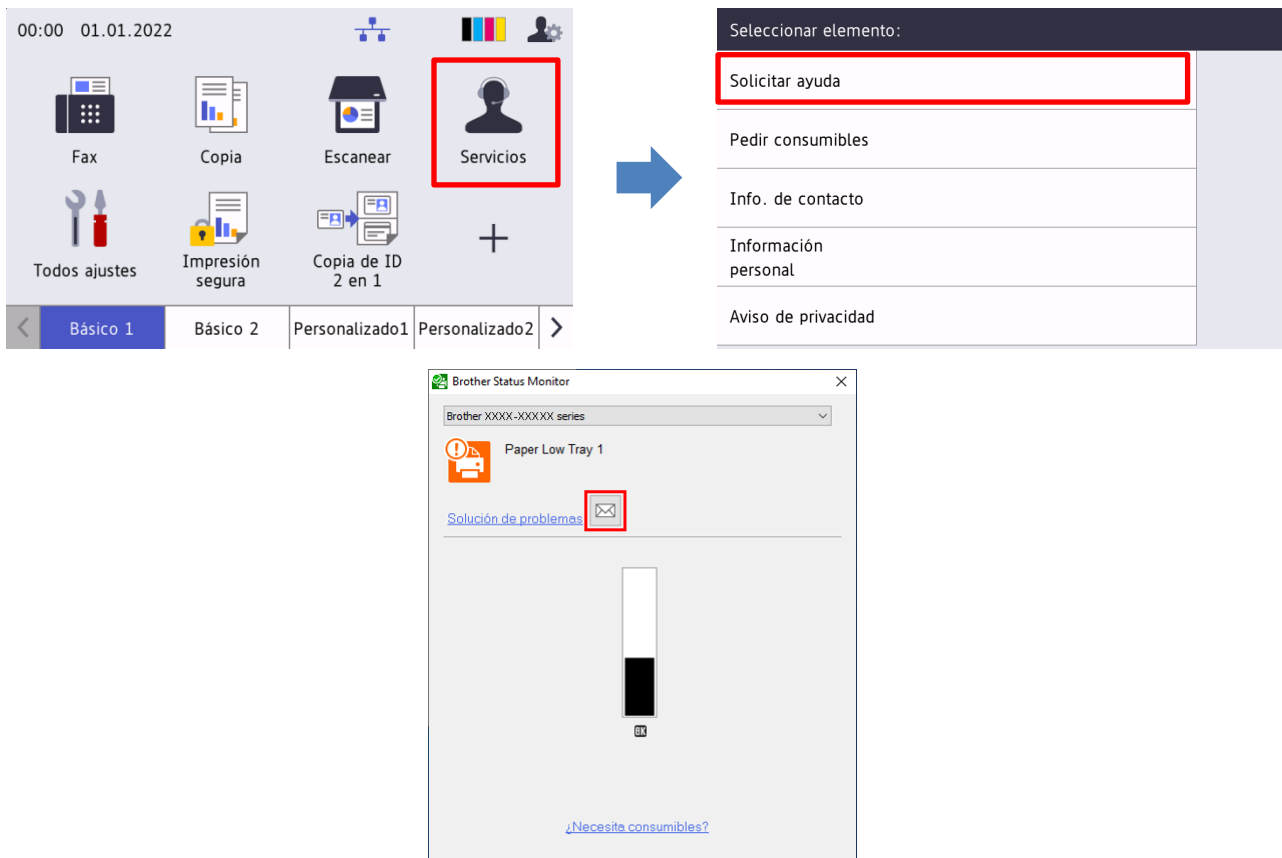 00:00 01.01.2022
Fax
Copia
Escanear
Servicios
Todos ajustes
Impresión
segura
Copia de ID
2 en 1
Básico 1
Básico 2
Personalizado1
Personalizado2
Seleccionar elemento:
Solicitar ayuda
Pedir consumibles
Info. de contacto
Información
personal
Aviso de privacidad
Brother Status Monitor
Brother XXXX-XXXXX series
Paper Low Tray 1
Solución de problemas
BK
¿Necesita consumibles?